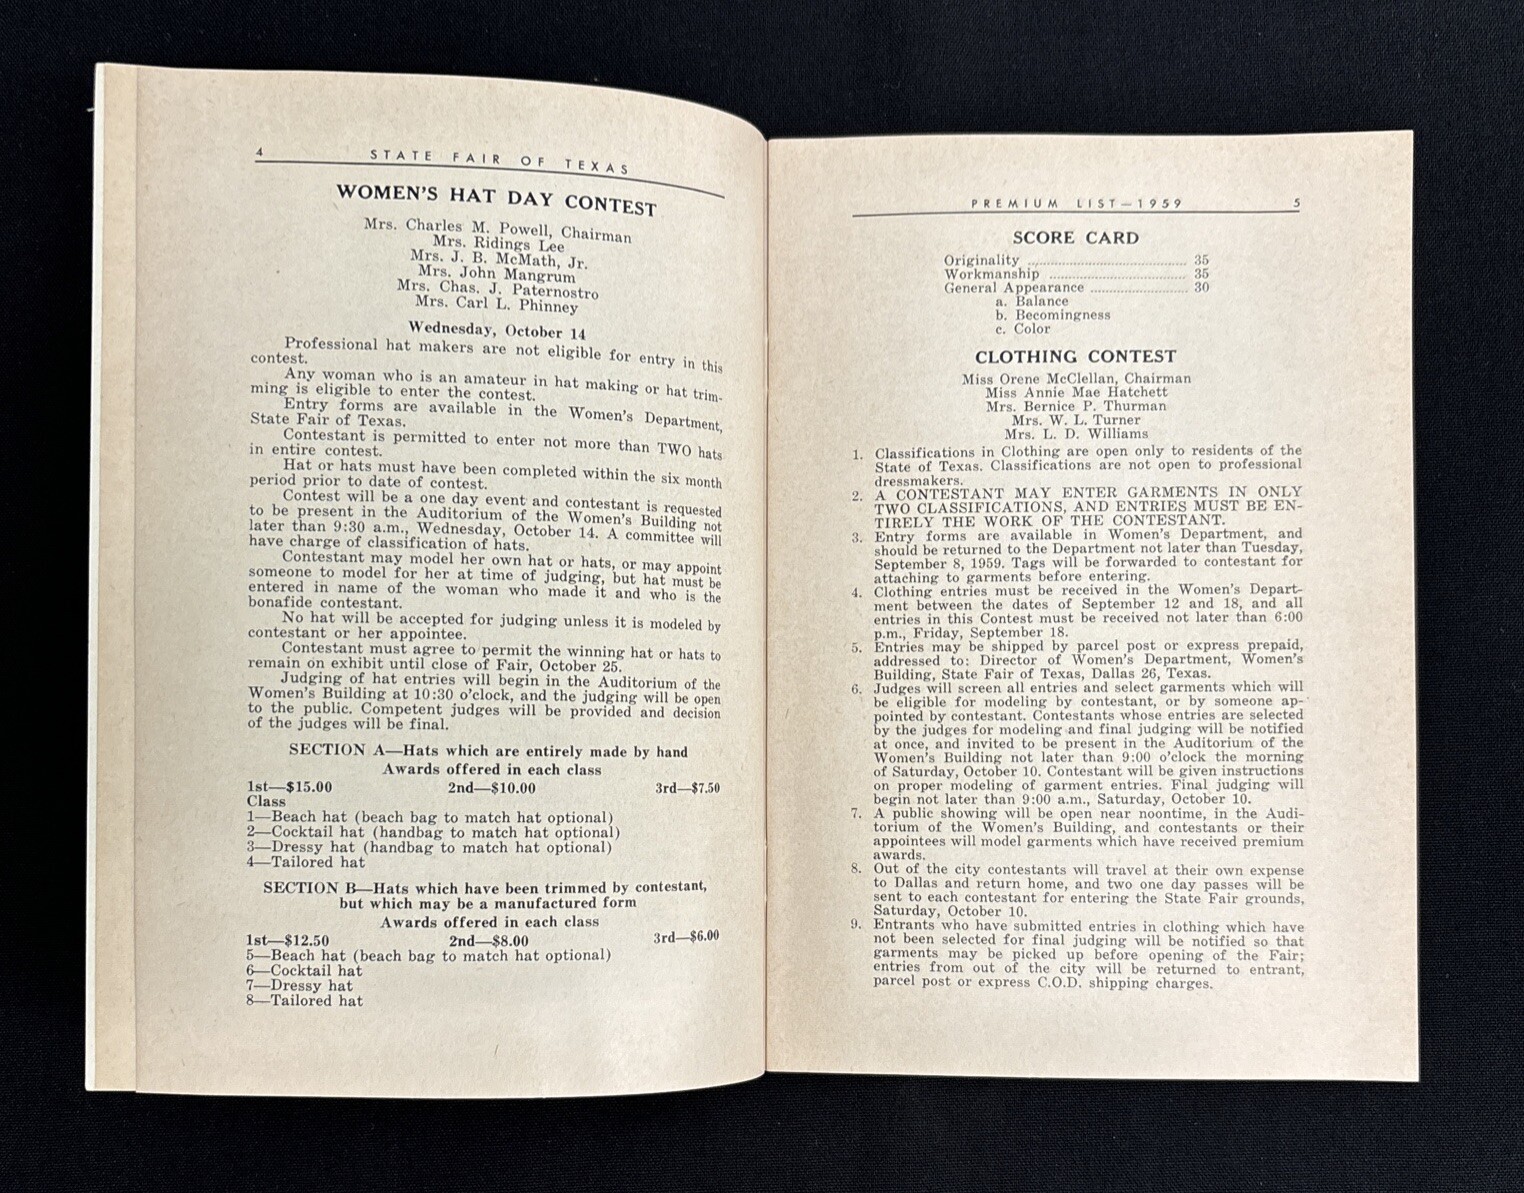 4 STATE FAIR OF TEXAS
WOMEN'S HAT DAY CONTEST
Mrs. Charles M. Powell, Chairman
Mrs. Ridings Lee
Mrs. J. B. McMath, Jr.
Mrs. John Mangrum
Mrs. Chas. J. Paternostro
Mrs. Carl L. Phinney
Wednesday, October 14
Professional hat makers are not eligible for entry in this
contest.
Any woman who is an amateur in hat making or hat trim-
ming is eligible to enter the contest.
Entry forms are available in the Women's Department,
State Fair of Texas.
Contestant is permitted to enter not more than TWO hats
in entire contest.
Hat or hats must have been completed within the six month
period prior to date of contest.
Contest will be a one day event and contestant is requested
to be present in the Auditorium of the Women's Building not
later than 9:30 a.m., Wednesday, October 14. A committee will
have charge of classification of hats.
Contestant may model her own hat or hats, or may appoint
someone to model for her at time of judging, but hat must be
entered in name of the woman who made it and who is the
bonafide contestant.
No hat will be accepted for judging unless it is modeled by
contestant or her appointee.
Contestant must agree to permit the winning hat or hats to
remain on exhibit until close of Fair, October 25.
Judging of hat entries will begin in the Auditorium of the
Women's Building at 10:30 o'clock, and the judging will be open
to the public. Competent judges will be provided and decision
of the judges will be final.
SECTION A—Hats which are entirely made by hand
Awards offered in each class
1st—$15.00 2nd—$10.00 3rd—$7.50
Class
1—Beach hat (beach bag to match hat optional)
2—Cocktail hat (handbag to match hat optional)
3—Dressy hat (handbag to match hat optional)
4—Tailored hat
SECTION B—Hats which have been trimmed by contestant,
but which may be a manufactured form
Awards offered in each class
1st—$12.50 2nd—$8.00 3rd—$6.00
5—Beach hat (beach bag to match hat optional)
6—Cocktail hat
7—Dressy hat
8—Tailored hat
PREMIUM LIST—1959 5
SCORE CARD
Originality ........................................ 35
Workmanship .................................. 35
General Appearance ........................ 30
a. Balance
b. Becomingness
c. Color
CLOTHING CONTEST
Miss Orene McClellan, Chairman
Miss Annie Mae Hatchett
Mrs. Bernice P. Thurman
Mrs. W. L. Turner
Mrs. L. D. Williams
1. Classifications in Clothing are open only to residents of the
State of Texas. Classifications are not open to professional
dressmakers.
2. A CONTESTANT MAY ENTER GARMENTS IN ONLY
TWO CLASSIFICATIONS, AND ENTRIES MUST BE EN-
TIRELY THE WORK OF THE CONTESTANT.
3. Entry forms are available in Women's Department, and
should be returned to the Department not later than Tuesday,
September 8, 1959. Tags will be forwarded to contestant for
attaching to garments before entering.
4. Clothing entries must be received in the Women's Depart-
ment between the dates of September 12 and 18, and all
entries in this Contest must be received not later than 6:00
p.m., Friday, September 18.
5. Entries may be shipped by parcel post or express prepaid,
addressed to: Director of Women's Department, Women's
Building, State Fair of Texas, Dallas 26, Texas.
6. Judges will screen all entries and select garments which will
be eligible for modeling by contestant, or by someone ap-
pointed by contestant. Contestants whose entries are selected
by the judges for modeling and final judging will be notified
at once, and invited to be present in the Auditorium of the
Women's Building not later than 9:00 o'clock the morning
of Saturday, October 10. Contestant will be given instructions
on proper modeling of garment entries. Final judging will
begin not later than 9:00 a.m., Saturday, October 10.
7. A public showing will be open near noontime, in the Audi-
torium of the Women's Building, and contestants or their
appointees will model garments which have received premium
awards.
8. Out of the city contestants will travel at their own expense
to Dallas and return home, and two one day passes will be
sent to each contestant for entering the State Fair grounds,
Saturday, October 10.
9. Entrants who have submitted entries in clothing which have
not been selected for final judging will be notified so that
garments may be picked up before opening of the Fair;
entries from out of the city will be returned to entrant,
parcel post or express C.O.D. shipping charges.